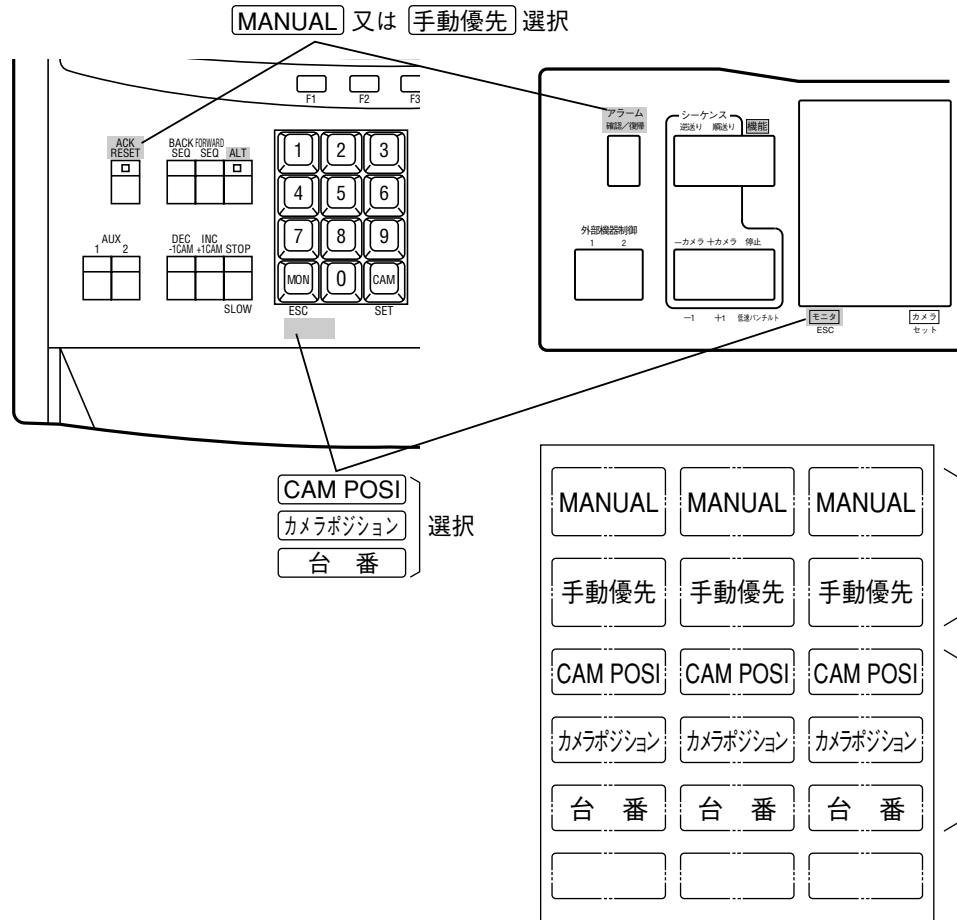 MANUAL 又は 手動優先 選択
F1 F2 F3
ACK
RESET
BACK FORWARD
SEQ SEQ ALT
1 2 3
4 5 6
7 8 9
MON 0 CAM
ESC SET
AUX
1 2
DEC INC
-1CAM +1CAM STOP
SLOW
アラーム
確認/復帰
シーケンス
逆送り 順送り 機能
外部機器制御
1 2
ーカメラ +カメラ 停止
ー1 +1 低速パンチルト
モニタ カメラ
ESC セット
CAM POSI
カメラポジション 選択
台 番
MANUAL MANUAL MANUAL
手動優先 手動優先 手動優先
CAM POSI CAM POSI CAM POSI
カメラポジション カメラポジション カメラポジション
台 番 台 番 台 番